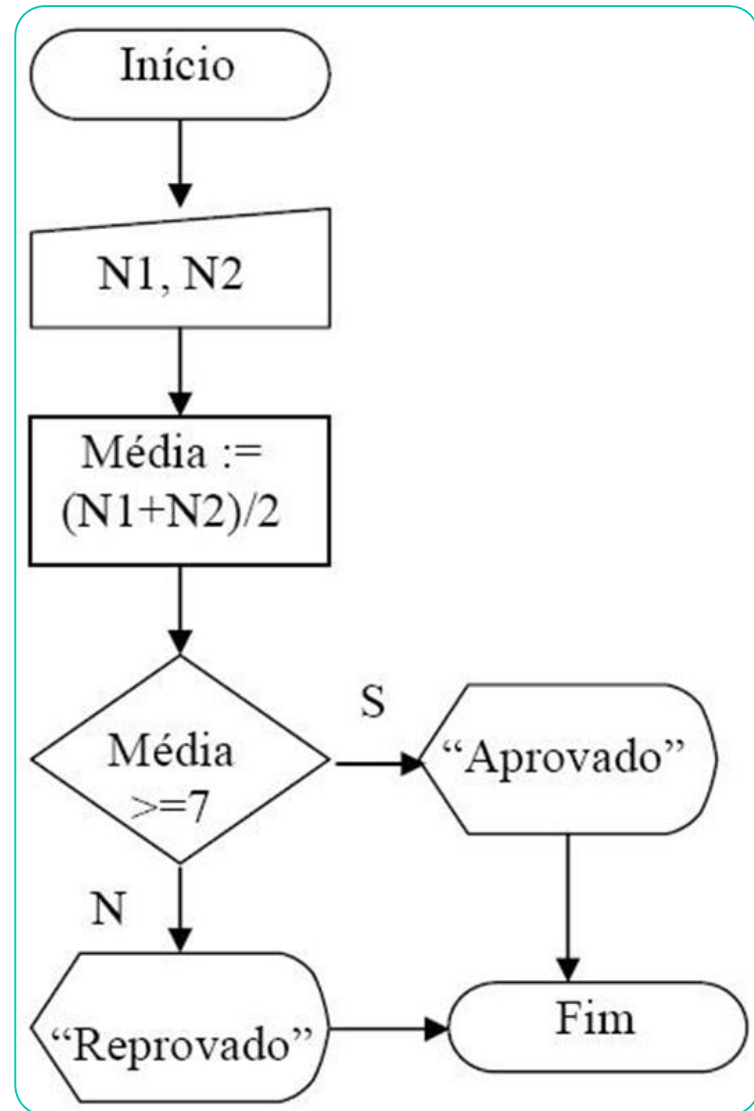 Início
N1, N2
Média :=
(N1+N2)/2
Média
>=7
S
“Aprovado”
N
“Reprovado”
Fim